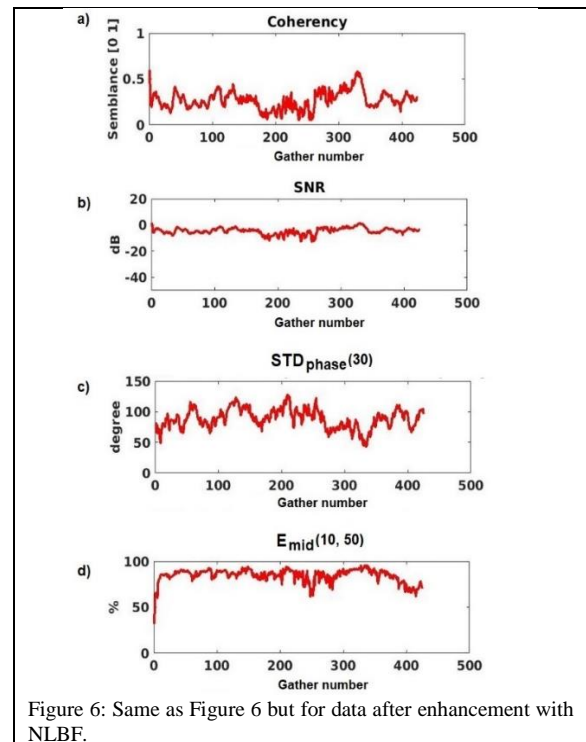 a)
Coherency
Semblance [0 1]
1
0.5
0
0 100 200 300 400 500
Gather number
b)
SNR
dB
20
0
-20
-40
0 100 200 300 400 500
Gather number
c)
STDphase(30)
degree
150
100
50
0
0 100 200 300 400 500
Gather number
d)
Emid(10, 50)
%
100
50
0
0 100 200 300 400 500
Gather number
Figure 6: Same as Figure 6 but for data after enhancement with
NLBF.